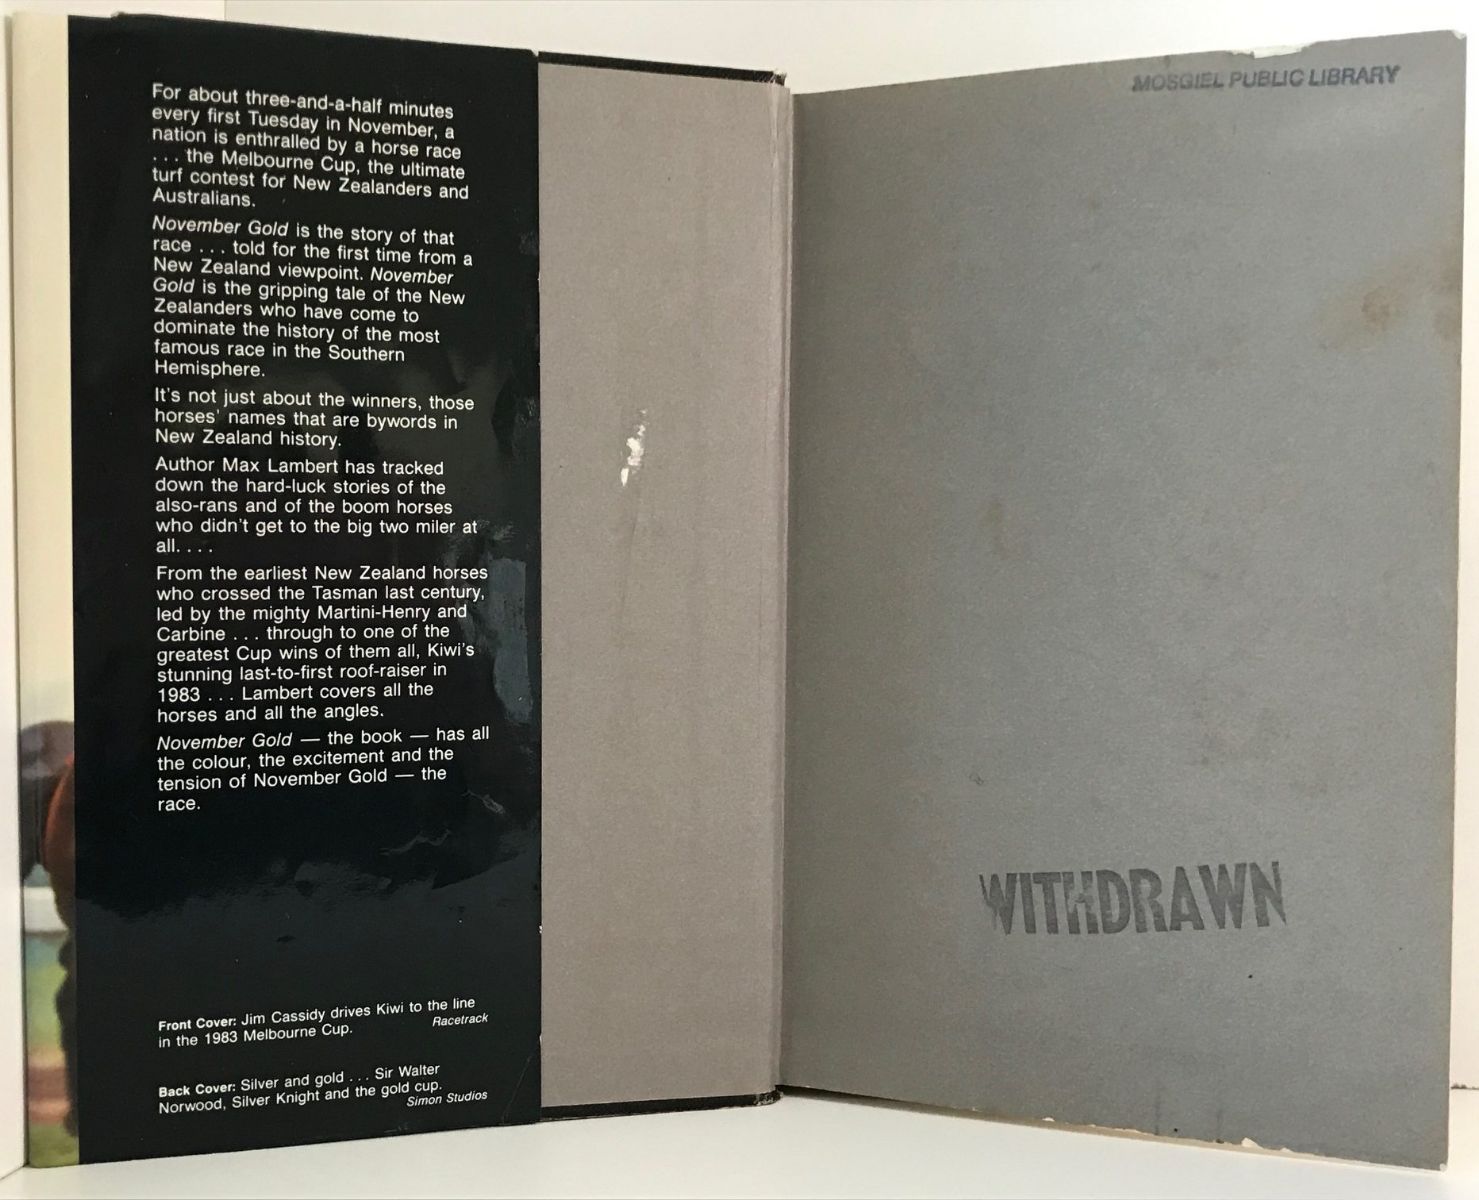 For about three-and-a-half minutes
every first Tuesday in November, a
nation is enthralled by a horse race
. . . the Melbourne Cup, the ultimate
turf contest for New Zealanders and
Australians.
November Gold is the story of that
race . . . told for the first time from a
New Zealand viewpoint. November
Gold is the gripping tale of the New
Zealanders who have come to
dominate the history of the most
famous race in the Southern
Hemisphere.
It's not just about the winners, those
horses' names that are bywords in
New Zealand history.
Author Max Lambert has tracked
down the hard-luck stories of the
also-rans and of the boom horses
who didn't get to the big two miler at
all. . . .
From the earliest New Zealand horses
who crossed the Tasman last century,
led by the mighty Martini-Henry and
Carbine . . . through to one of the
greatest Cup wins of them all, Kiwi's
stunning last-to-first roof-raiser in
1983 . . . Lambert covers all the
horses and all the angles.
November Gold — the book — has all
the colour, the excitement and the
tension of November Gold — the
race.
Front Cover: Jim Cassidy drives Kiwi to the line
in the 1983 Melbourne Cup. Racetrack
Back Cover: Silver and gold . . . Sir Walter
Norwood, Silver Knight and the gold cup.
Simon Studios
MOSGIEL PUBLIC LIBRARY
WITHDRAWN